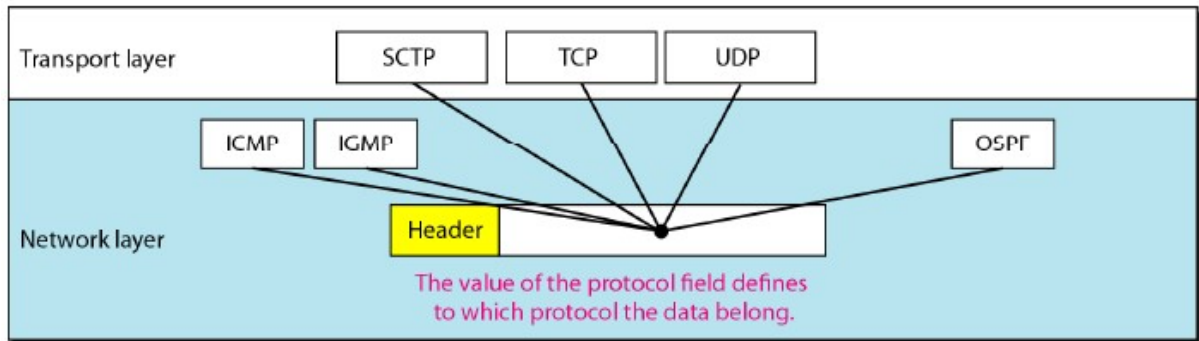 Transport layer
SCTP
TCP
UDP
ICMP
IGMP
OSPF
Network layer
Header
The value of the protocol field defines
to which protocol the data belong.